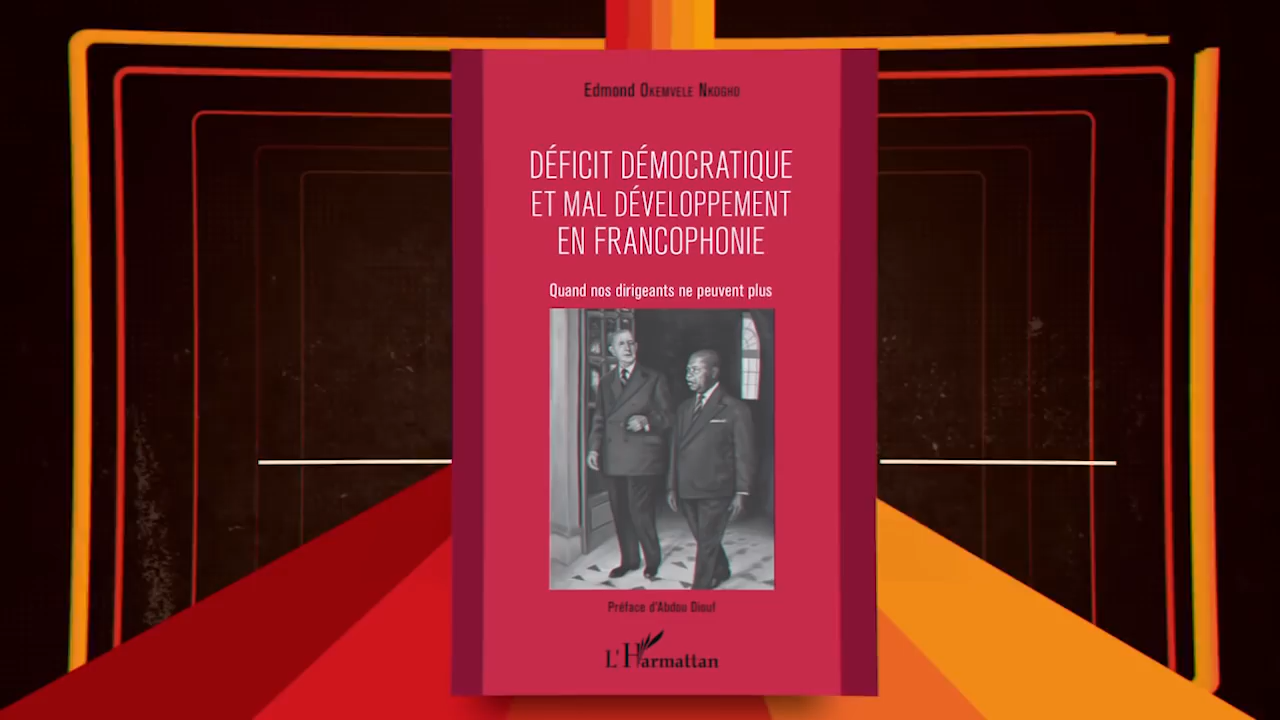 Edmond OKEMVELE NKOGHO
DÉFICIT DÉMOCRATIQUE
ET MAL DÉVELOPPEMENT
EN FRANCOPHONIE
Quand nos dirigeants ne peuvent plus
Préface d'Abdou Diouf
L'Harmattan